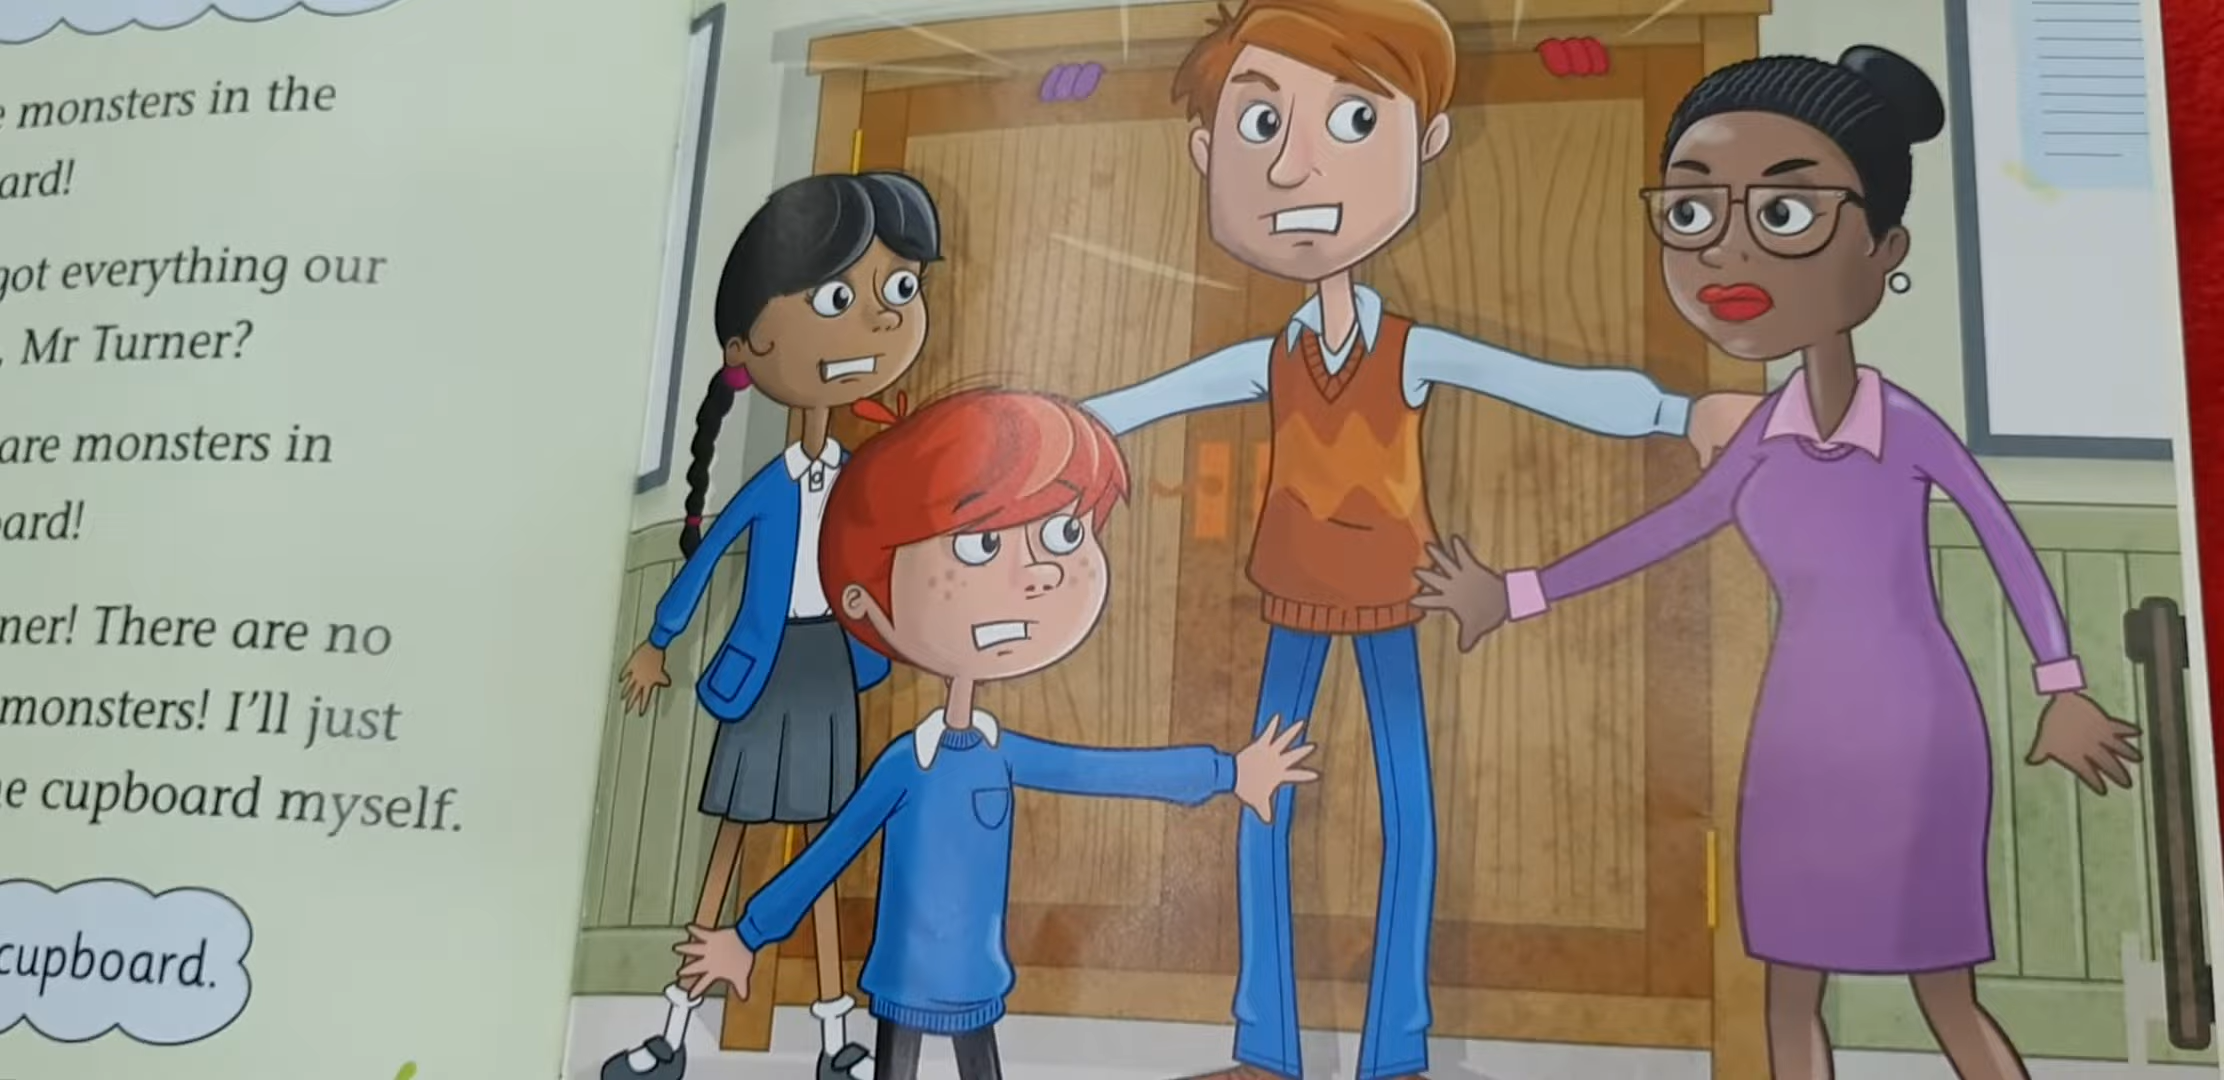 monsters in the
ard!
got everything our
, Mr Turner?
are monsters in
oard!
ner! There are no
monsters! I'll just
e cupboard myself.
cupboard.